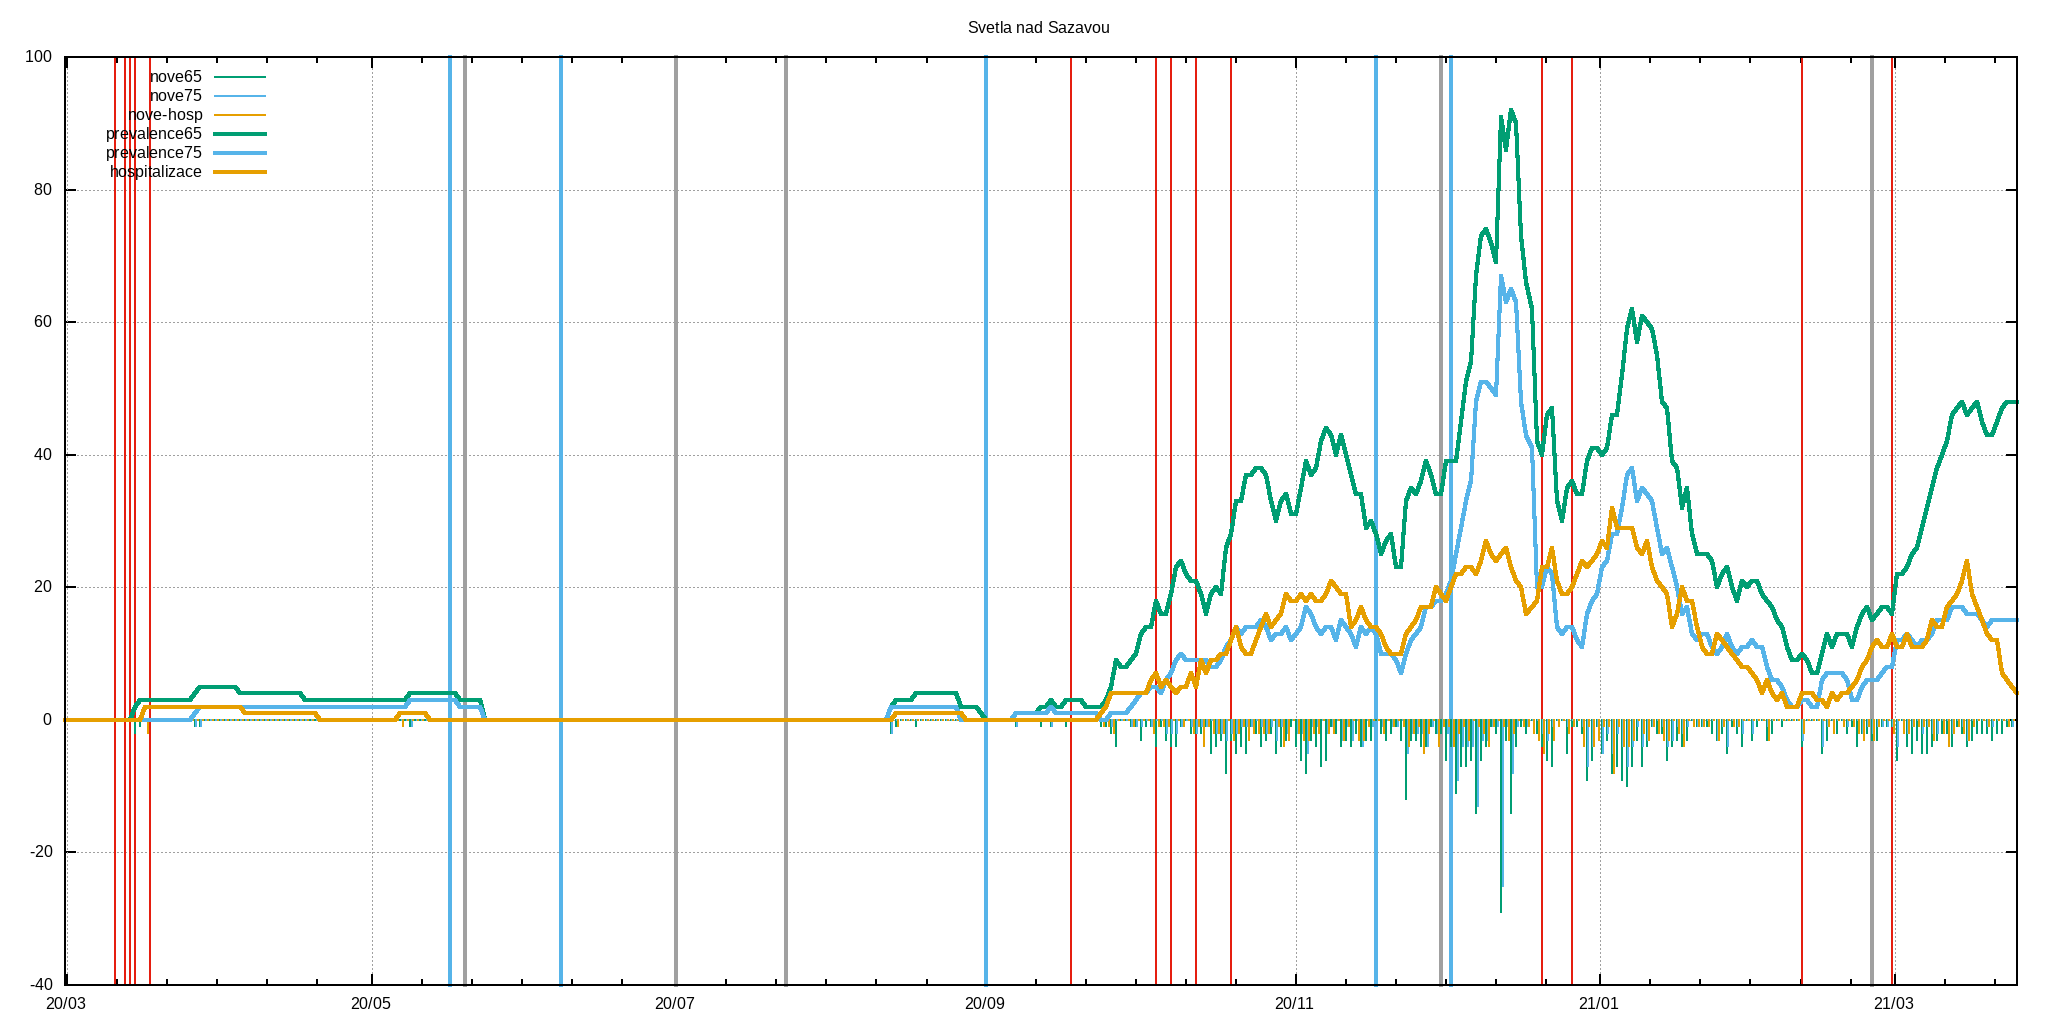 Svetla nad Sazavou
100
80
60
40
20
0
-20
-40
nove65
nove75
nove-hosp
prevalence65
prevalence75
hospitalizace
20/03 20/05 20/07 20/09 20/11 21/01 21/03